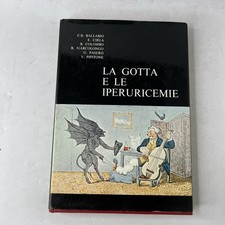 C.B. BALLABIO
E. CIRLA
B. COLOMBO
R. MARCOLONGO
G. PASERO
V. PIPITONE
LA GOTTA
E LE
IPERURICEMIE